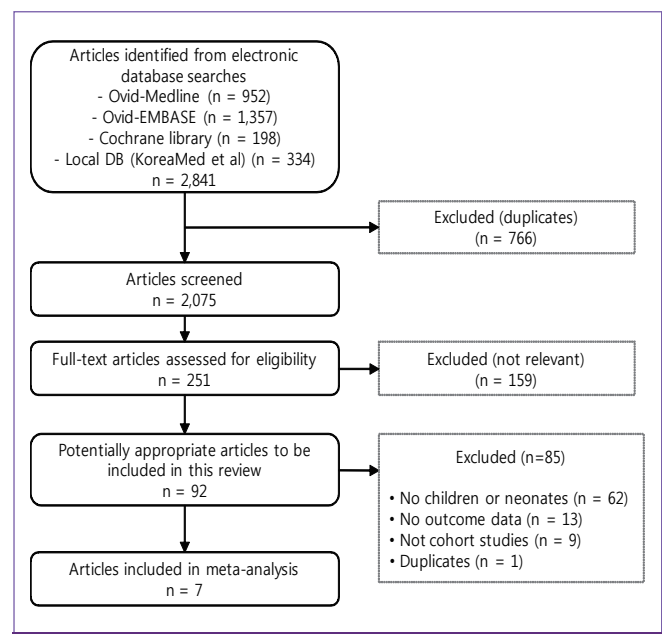 Articles identified from electronic
database searches
- Ovid-Medline (n = 952)
- Ovid-EMBASE (n = 1,357)
- Cochrane library (n = 198)
- Local DB (KoreaMed et al) (n = 334)
n = 2,841
Excluded (duplicates)
(n = 766)
Articles screened
n = 2,075
Full-text articles assessed for eligibility
n = 251
Excluded (not relevant)
(n = 159)
Potentially appropriate articles to be
included in this review
n = 92
Excluded (n=85)
• No children or neonates (n = 62)
• No outcome data (n = 13)
• Not cohort studies (n = 9)
• Duplicates (n = 1)
Articles included in meta-analysis
n = 7